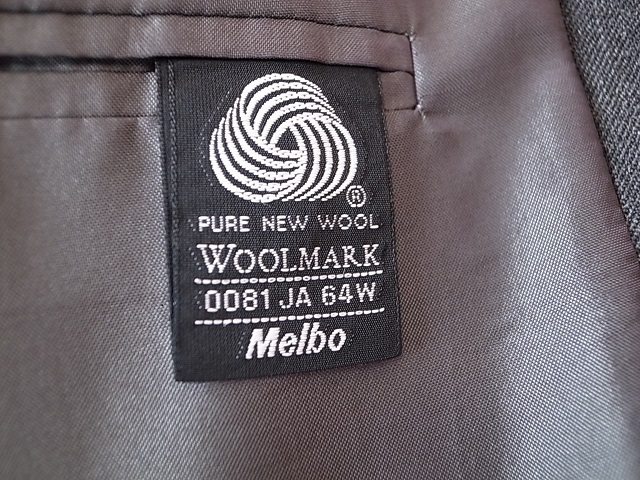 ®
PURE NEW WOOL
WOOLMARK
0081 JA 64W
Melbo